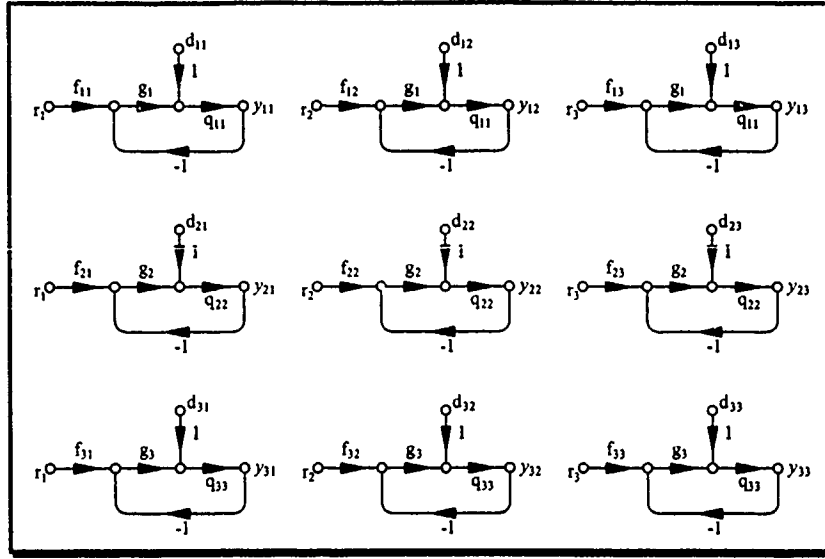 d₁₁ d₁₂ d₁₃
f₁₁ g₁ 1 f₁₂ g₁ 1 f₁₃ g₁ 1
r₁ q₁₁ y₁₁ r₂ q₁₁ y₁₂ r₃ q₁₁ y₁₃
-1 -1 -1
d₂₁ d₂₂ d₂₃
f₂₁ g₂ 1 f₂₂ g₂ 1 f₂₃ g₂ 1
r₁ q₂₂ y₂₁ r₂ q₂₂ y₂₂ r₃ q₂₂ y₂₃
-1 -1 -1
d₃₁ d₃₂ d₃₃
f₃₁ g₃ 1 f₃₂ g₃ 1 f₃₃ g₃ 1
r₁ q₃₃ y₃₁ r₂ q₃₃ y₃₂ r₃ q₃₃ y₃₃
-1 -1 -1